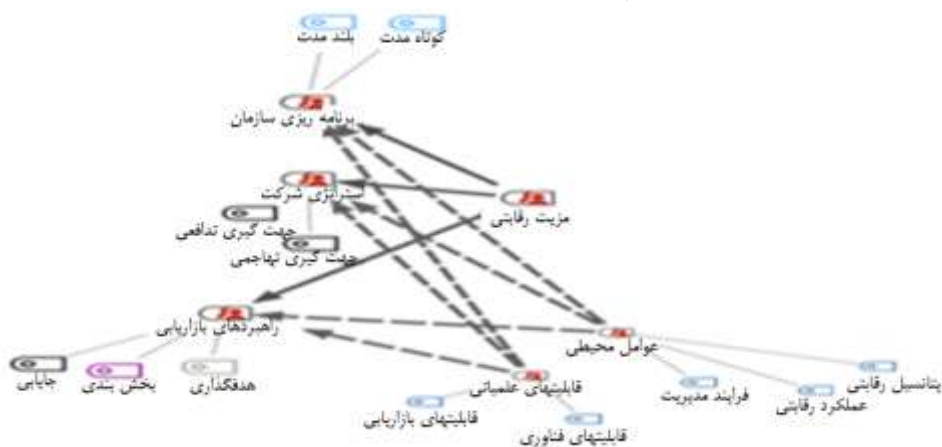 بلند مدت
کوتاه مدت
برنامه ریزی سازمان
استراتژی شرکت
مزیت رقابتی
جهت گیری تدافعی
جهت گیری تهاجمی
راهبردهای بازاریابی
عوامل محیطی
جایابی
بخش بندی
هدفگذاری
قابلیتهای علمیاتی
پتانسیل رقابتی
فرایند مدیریت
عملکرد رقابتی
قابلیتهای بازاریابی
قابلیتهای فناوری